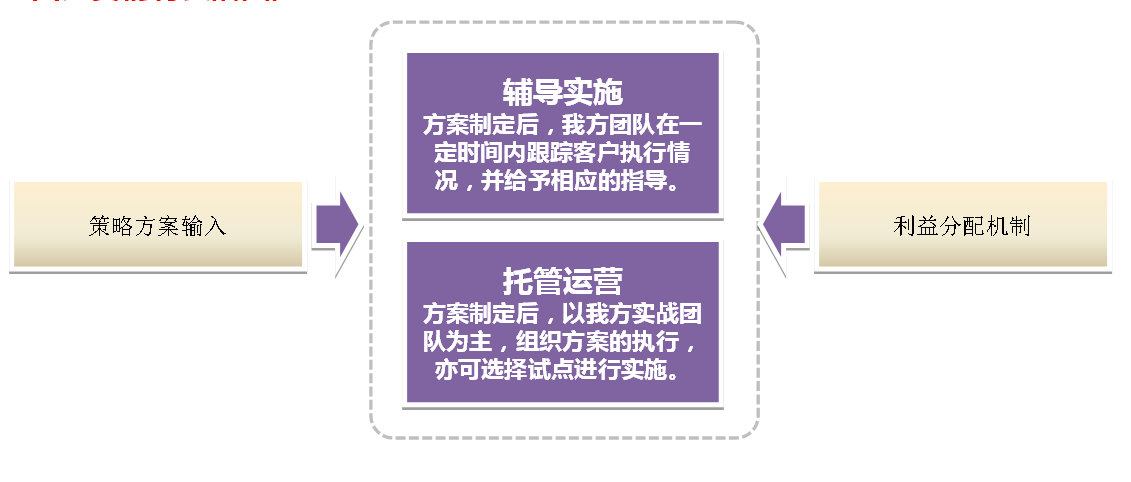 策略方案输入
辅导实施
方案制定后，我方团队在一
定时间内跟踪客户执行情
况，并给予相应的指导。
托管运营
方案制定后，以我方实战团
队为主，组织方案的执行，
亦可选择试点进行实施。
利益分配机制